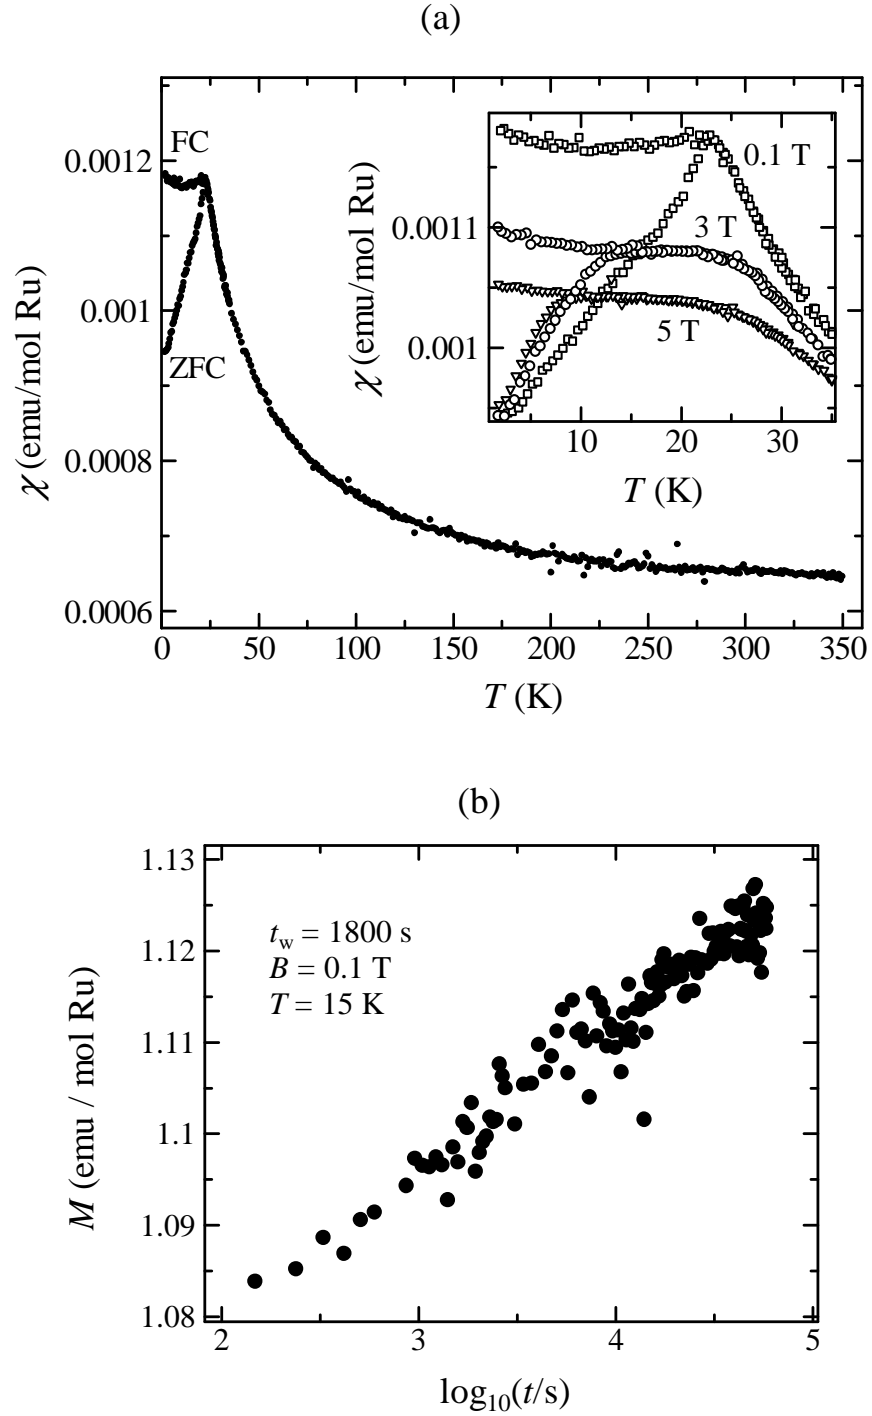 (a)
FC
ZFC
0.0012
0.001
0.0008
0.0006
χ (emu/mol Ru)
0 50 100 150 200 250 300 350
T (K)
0.1 T
3 T
5 T
0.0011
0.001
χ (emu/mol Ru)
10 20 30
T (K)
(b)
1.13
1.12
1.11
1.1
1.09
1.08
M (emu / mol Ru)
t_w = 1800 s
B = 0.1 T
T = 15 K
2 3 4 5
log₁₀(t/s)